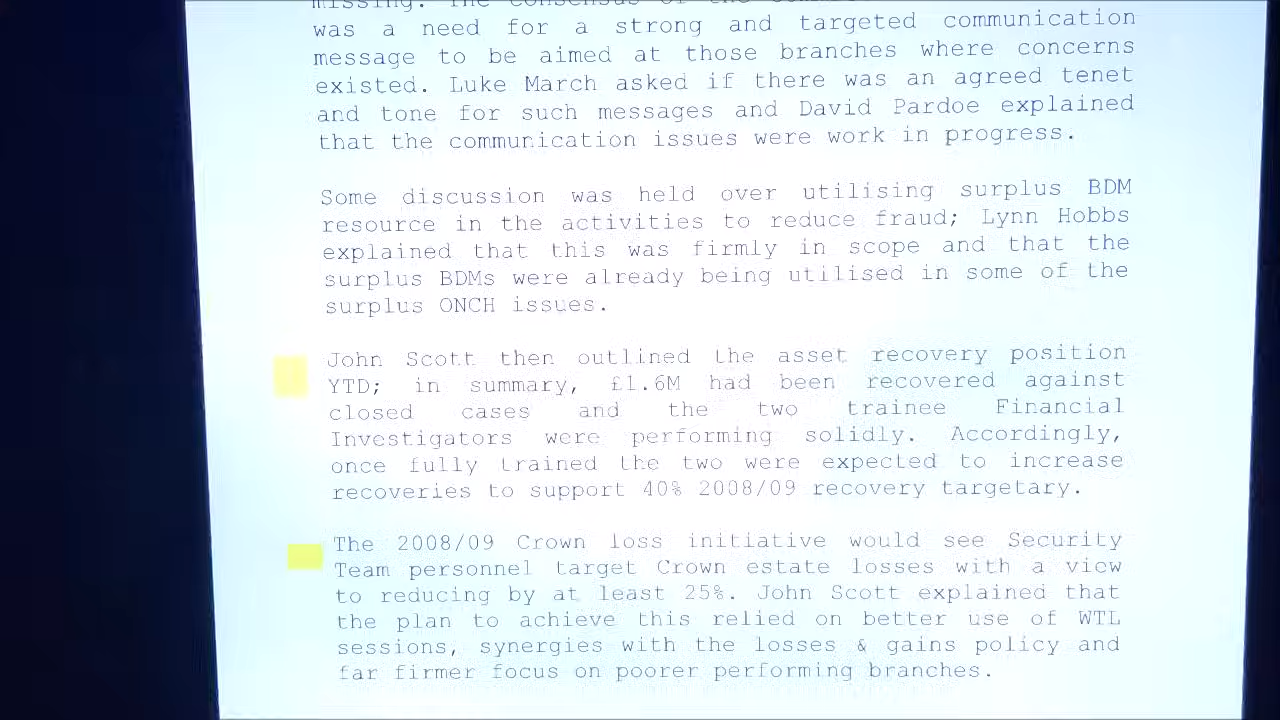 missing. The consensus of the
was a need for a strong and targeted communication
message to be aimed at those branches where concerns
existed. Luke March asked if there was an agreed tenet
and tone for such messages and David Pardoe explained
that the communication issues were work in progress.
Some discussion was held over utilising surplus BDM
resource in the activities to reduce fraud; Lynn Hobbs
explained that this was firmly in scope and that the
surplus BDMs were already being utilised in some of the
surplus ONCH issues.
John Scott then outlined the asset recovery position
YTD; in summary, £1.6M had been recovered against
closed cases and the two trainee Financial
Investigators were performing solidly. Accordingly,
once fully trained the two were expected to increase
recoveries to support 40% 2008/09 recovery targetary.
The 2008/09 Crown loss initiative would see Security
Team personnel target Crown estate losses with a view
to reducing by at least 25%. John Scott explained that
the plan to achieve this relied on better use of WTL
sessions, synergies with the losses & gains policy and
far firmer focus on poorer performing branches.